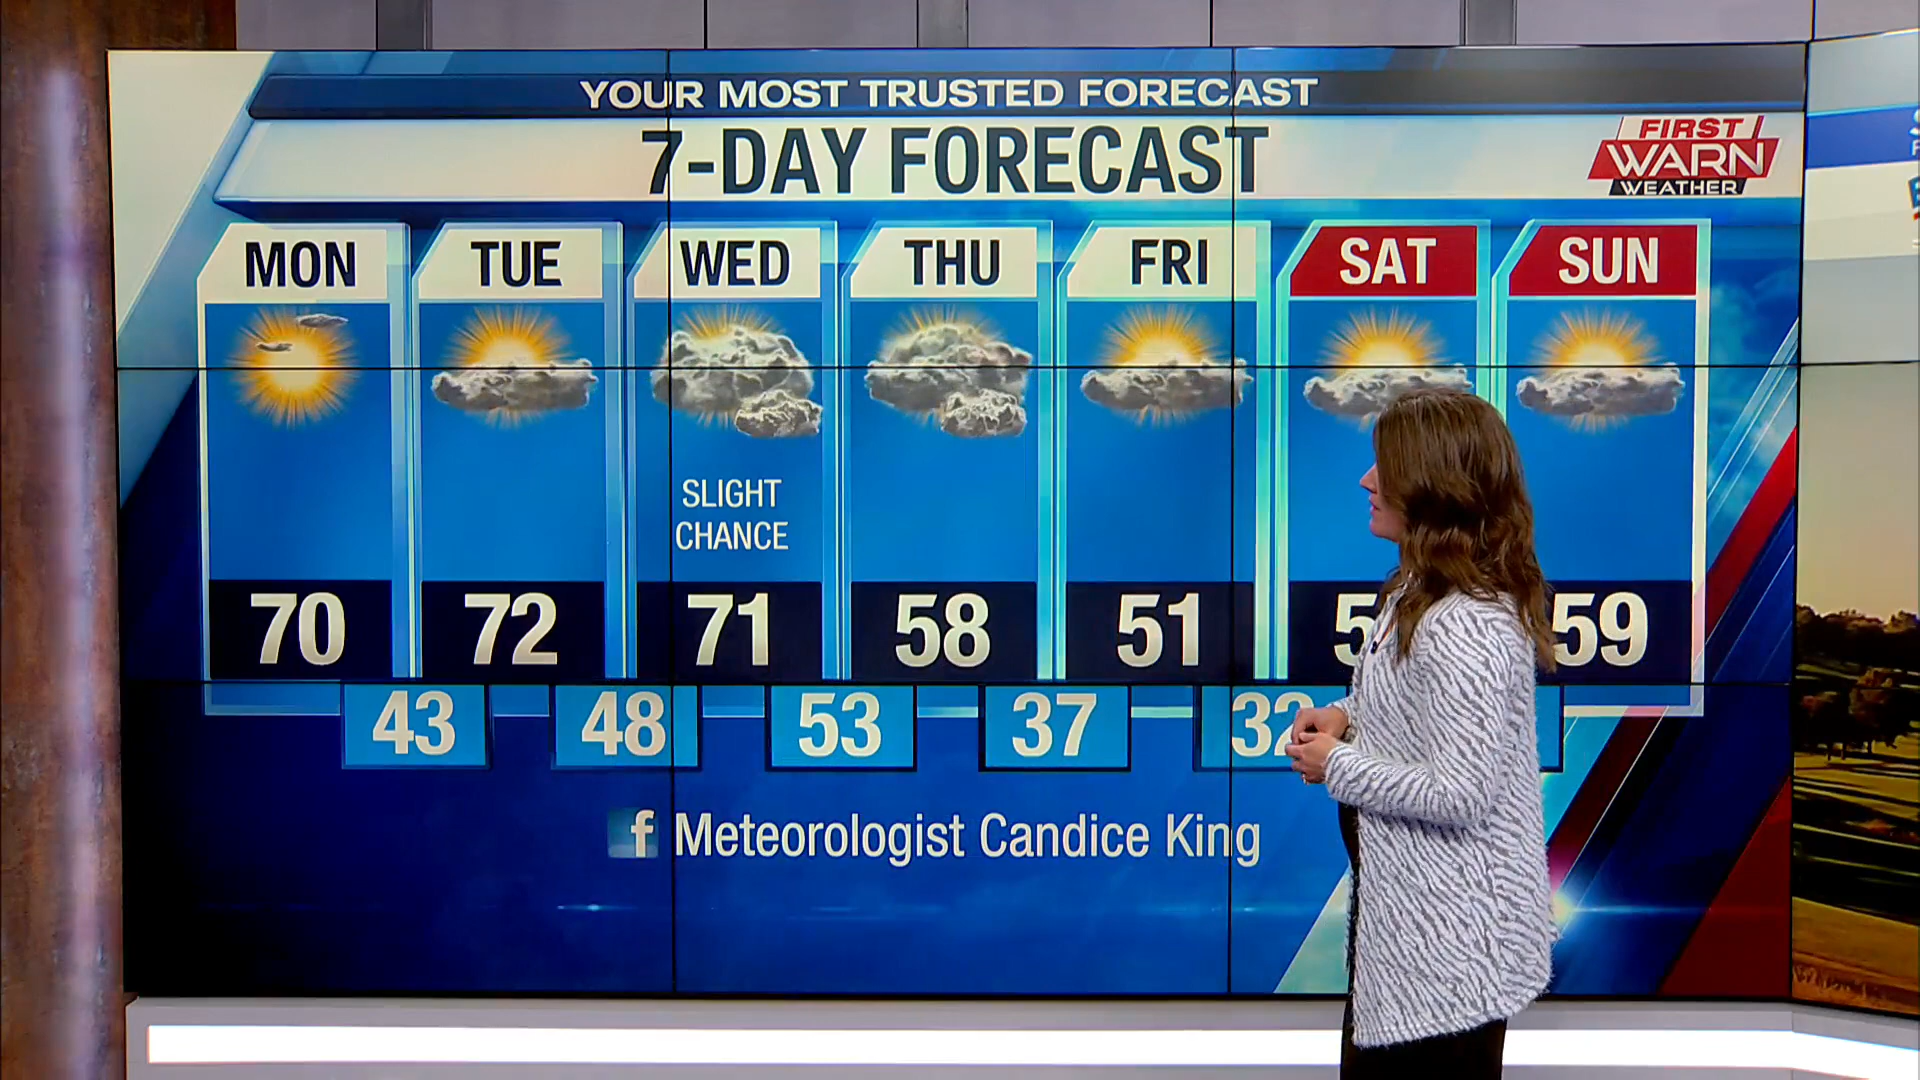 YOUR MOST TRUSTED FORECAST
7-DAY FORECAST
FIRST
WARN
WEATHER
MON TUE WED THU FRI SAT SUN
SLIGHT
CHANCE
70 72 71 58 51 59
43 48 53 37 32
f Meteorologist Candice King